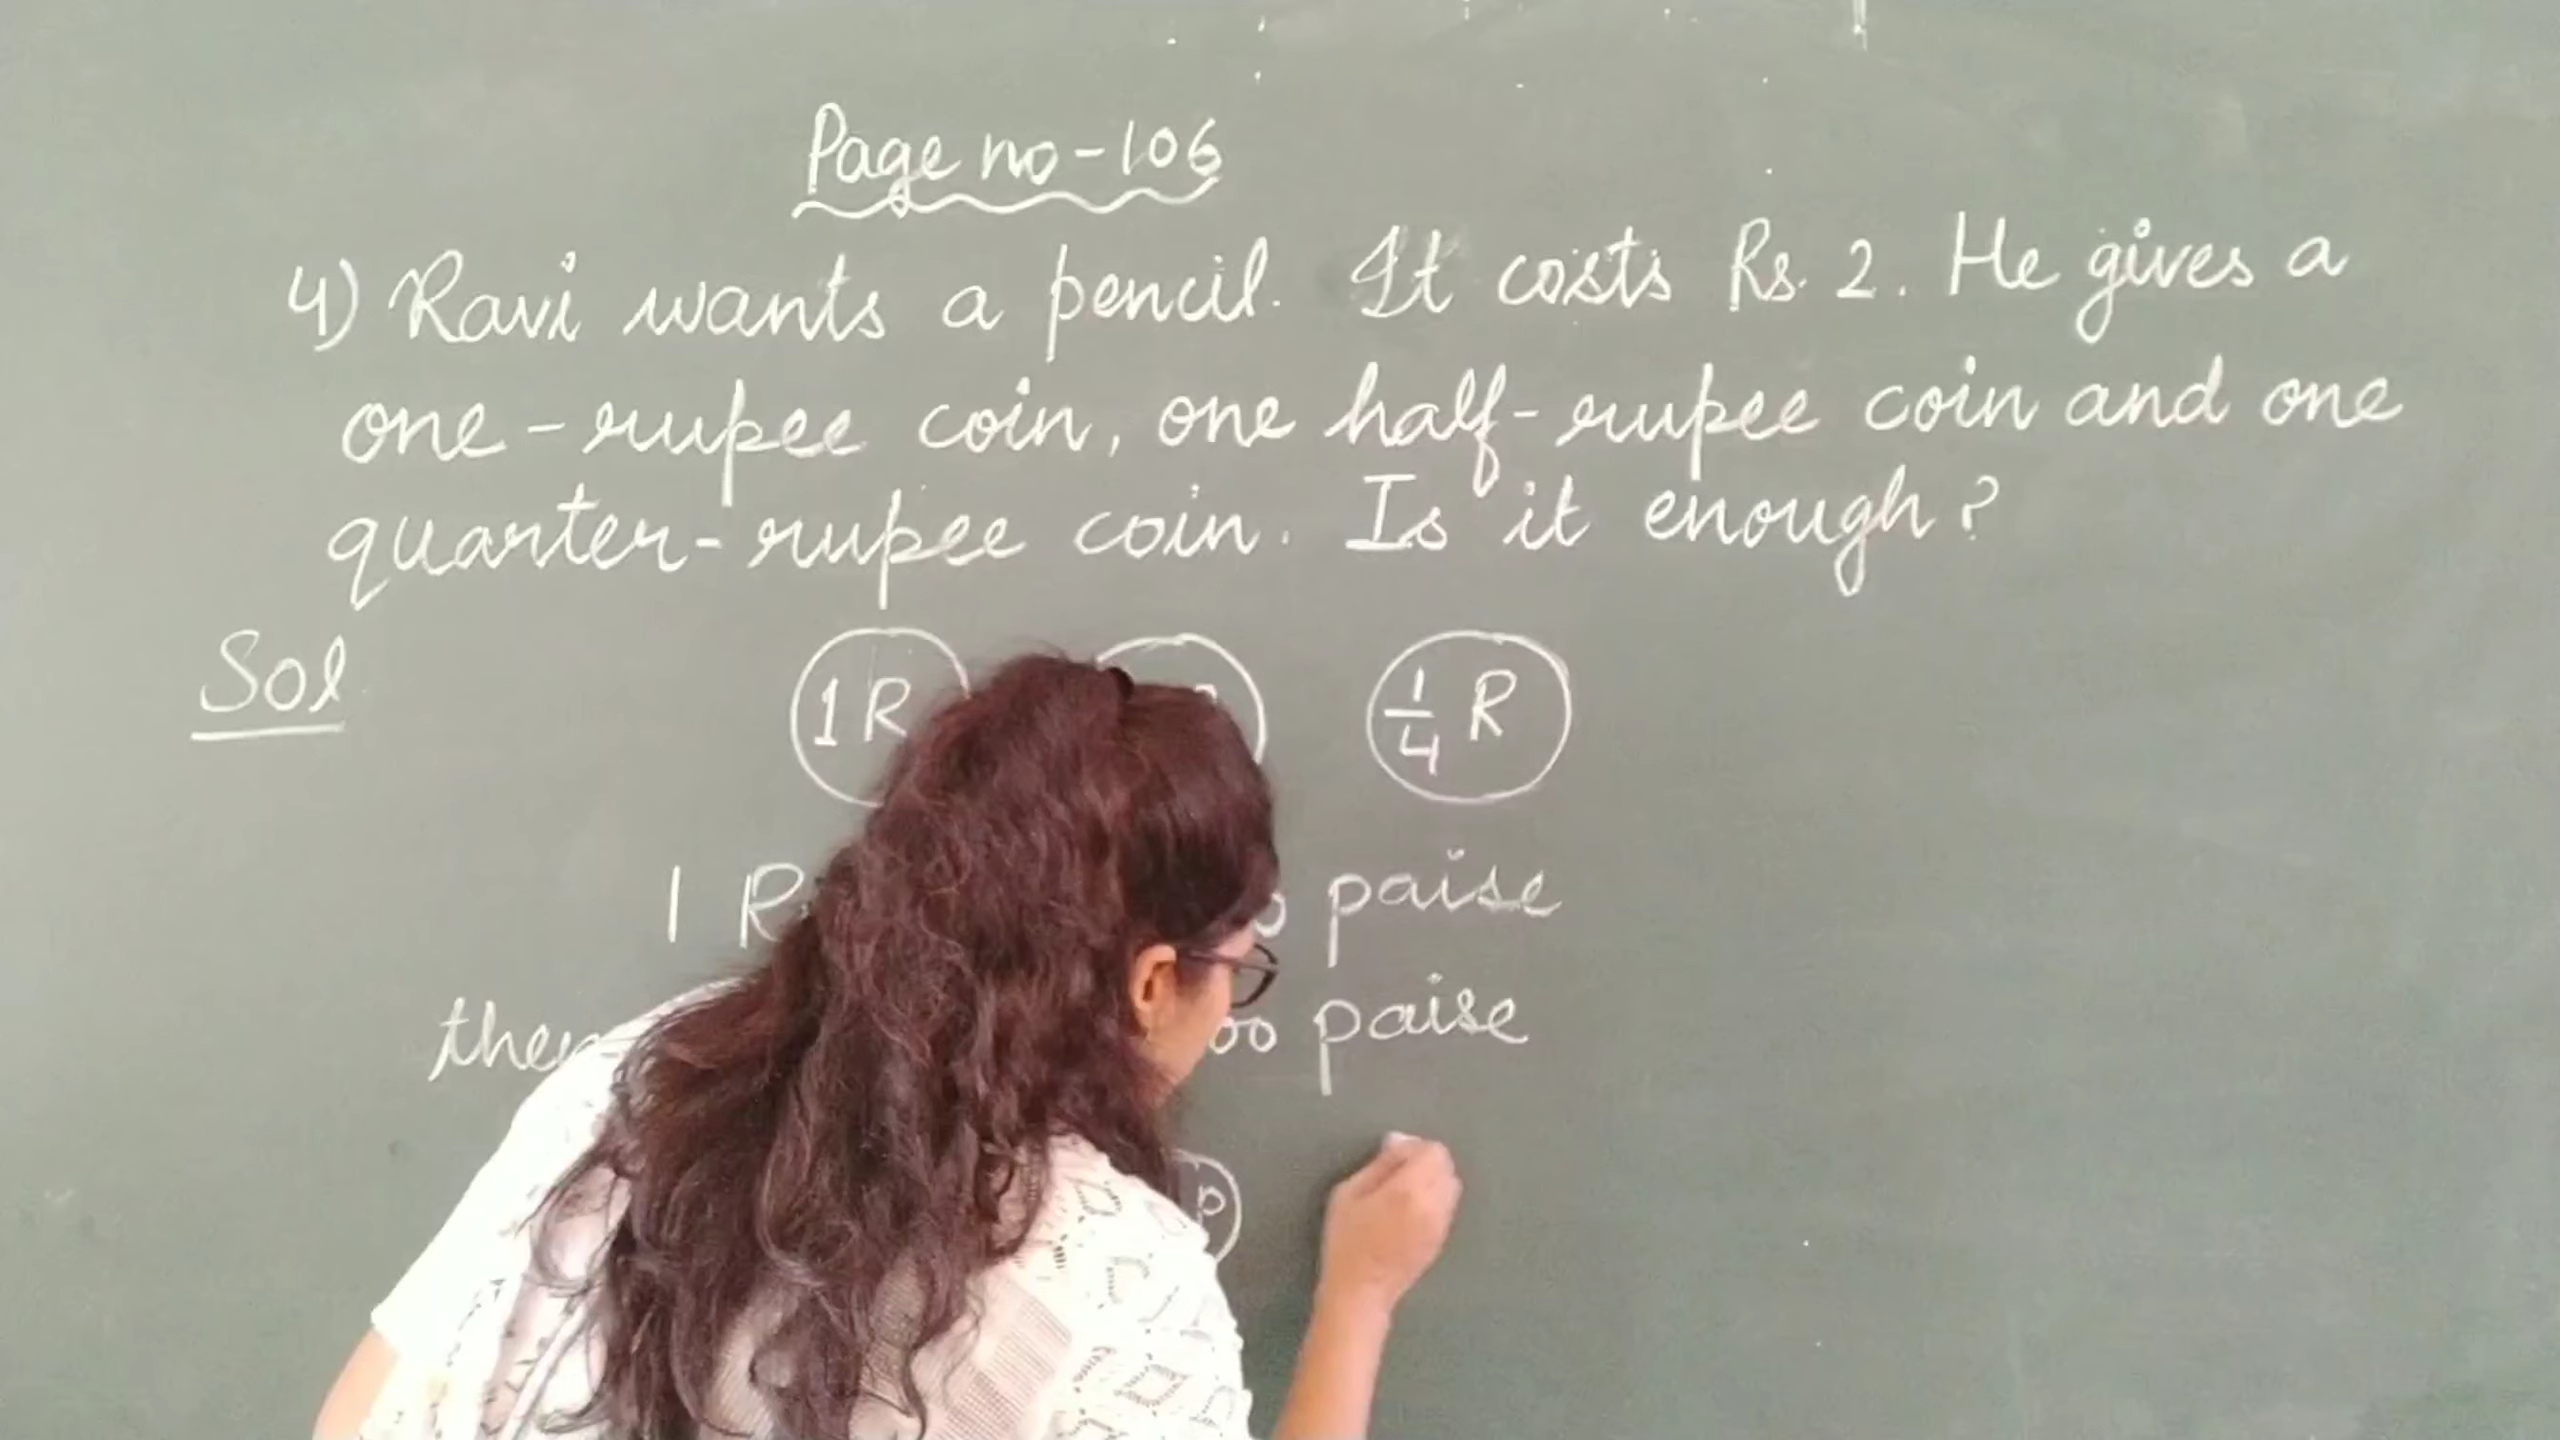 Page no - 106
4) Ravi wants a pencil. It costs Rs. 2. He gives a
one-rupee coin, one half-rupee coin and one
quarter-rupee coin. Is it enough?
Sol
1 R 1/4 R
1 R paise
paise
p